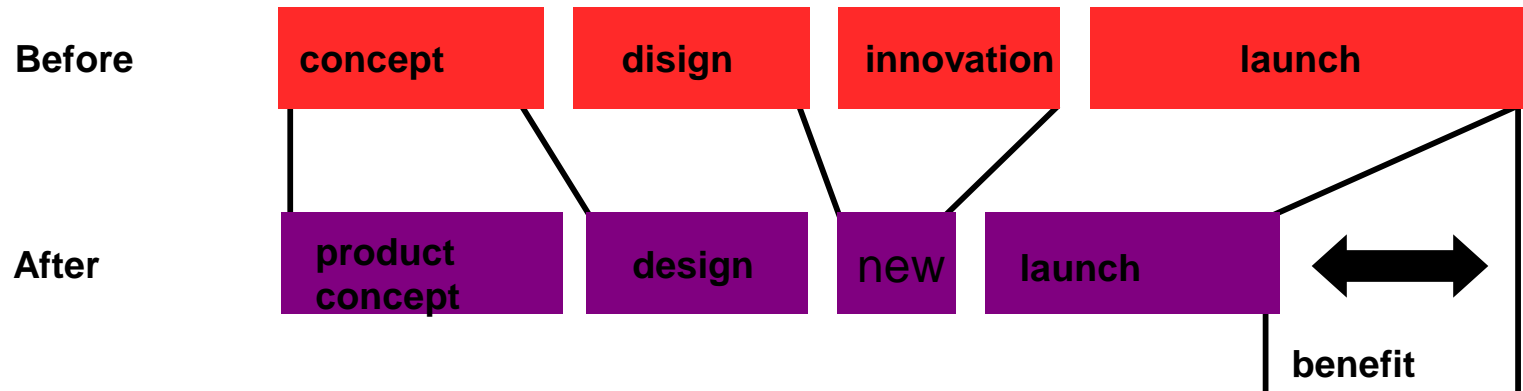 Before
concept
disign
innovation
launch
After
product
concept
design
new
launch
benefit